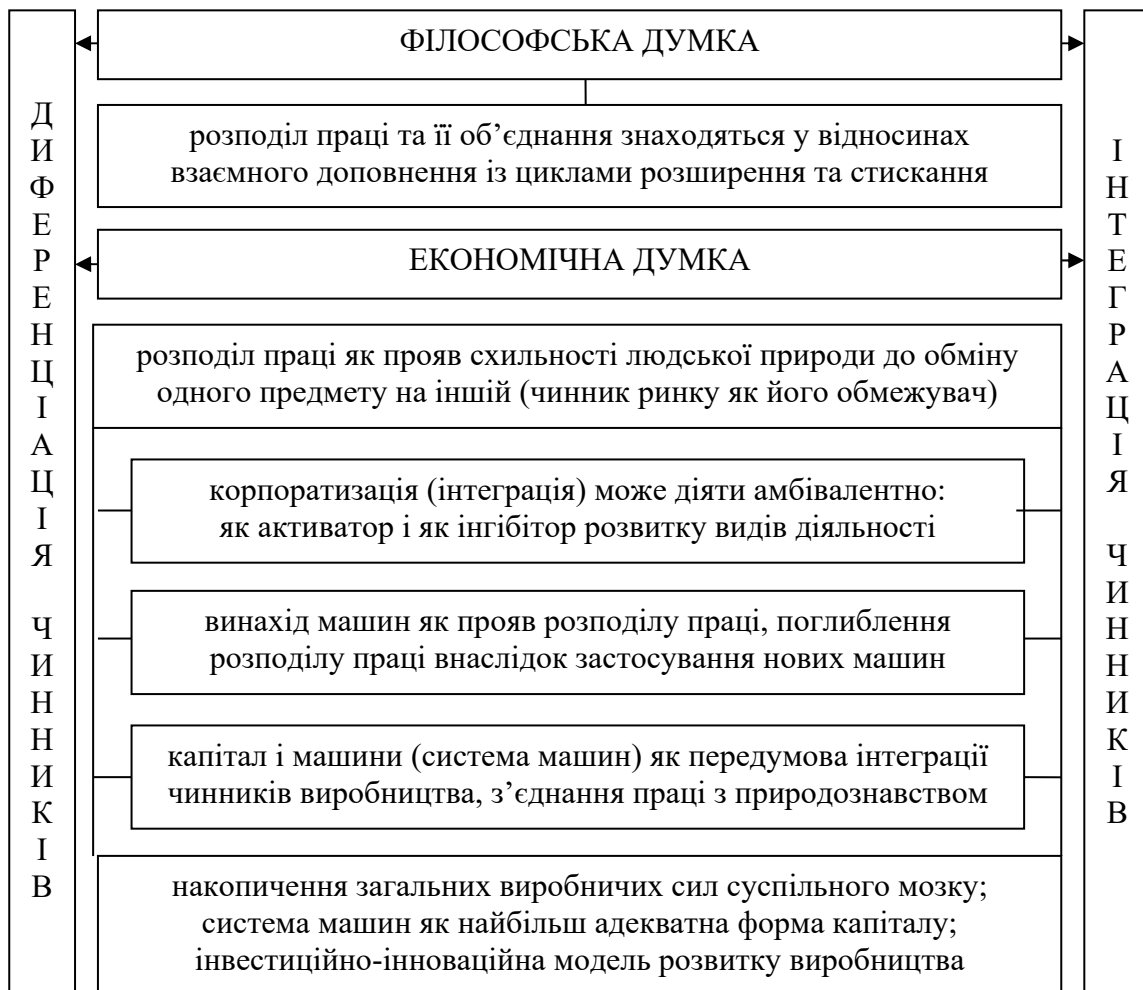 ДИФЕРЕНЦІАЦІЯ ЧИННИКІВ
ФІЛОСОФСЬКА ДУМКА
розподіл праці та її об’єднання знаходяться у відносинах
взаємного доповнення із циклами розширення та стискання
ЕКОНОМІЧНА ДУМКА
розподіл праці як прояв схильності людської природи до обміну
одного предмету на іншій (чинник ринку як його обмежувач)
корпоратизація (інтеграція) може діяти амбівалентно:
як активатор і як інгібітор розвитку видів діяльності
винахід машин як прояв розподілу праці, поглиблення
розподілу праці внаслідок застосування нових машин
капітал і машини (система машин) як передумова інтеграції
чинників виробництва, з’єднання праці з природознавством
накопичення загальних виробничих сил суспільного мозку;
система машин як найбільш адекватна форма капіталу;
інвестиційно-інноваційна модель розвитку виробництва
ІНТЕГРАЦІЯ ЧИННИКІВ